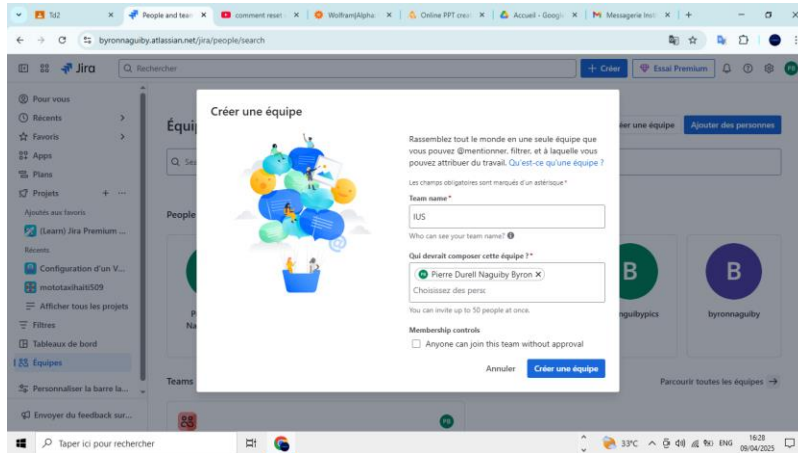 Td2
People and team
comment reset
WolframAlpha
Online PPT crea
Accueil - Google
Messagerie Inst
byronnaguiby.atlassian.net/jira/people/search
Jira
Rechercher
+ Créer
Essai Premium
PB
Pour vous
Récents
Favoris
Apps
Plans
Projets
Ajoutés aux favoris
(Learn) Jira Premium ...
Récents
Configuration d'un V...
mototaxihaiti509
Afficher tous les projets
Filtres
Tableaux de bord
Équipes
Personnaliser la barre la...
Envoyer du feedback sur...
Équi
éer une équipe
Ajouter des personnes
People
P
Na
B
nguibypics
B
byronnaguiby
Teams
Parcourir toutes les équipes
PB
Créer une équipe
Rassemblez tout le monde en une seule équipe que
vous pouvez @mentionner, filtrer, et à laquelle vous
pouvez attribuer du travail. Qu'est-ce qu'une équipe ?
Les champs obligatoires sont marqués d'un astérisque *
Team name *
IUS
Who can see your team name?
Qui devrait composer cette équipe ? *
Pierre Durell Naguiby Byron
Choisissez des perso
You can invite up to 50 people at once.
Membership controls
Anyone can join this team without approval
Annuler
Créer une équipe
Taper ici pour rechercher
33°C
ENG
16:28
09/04/2025